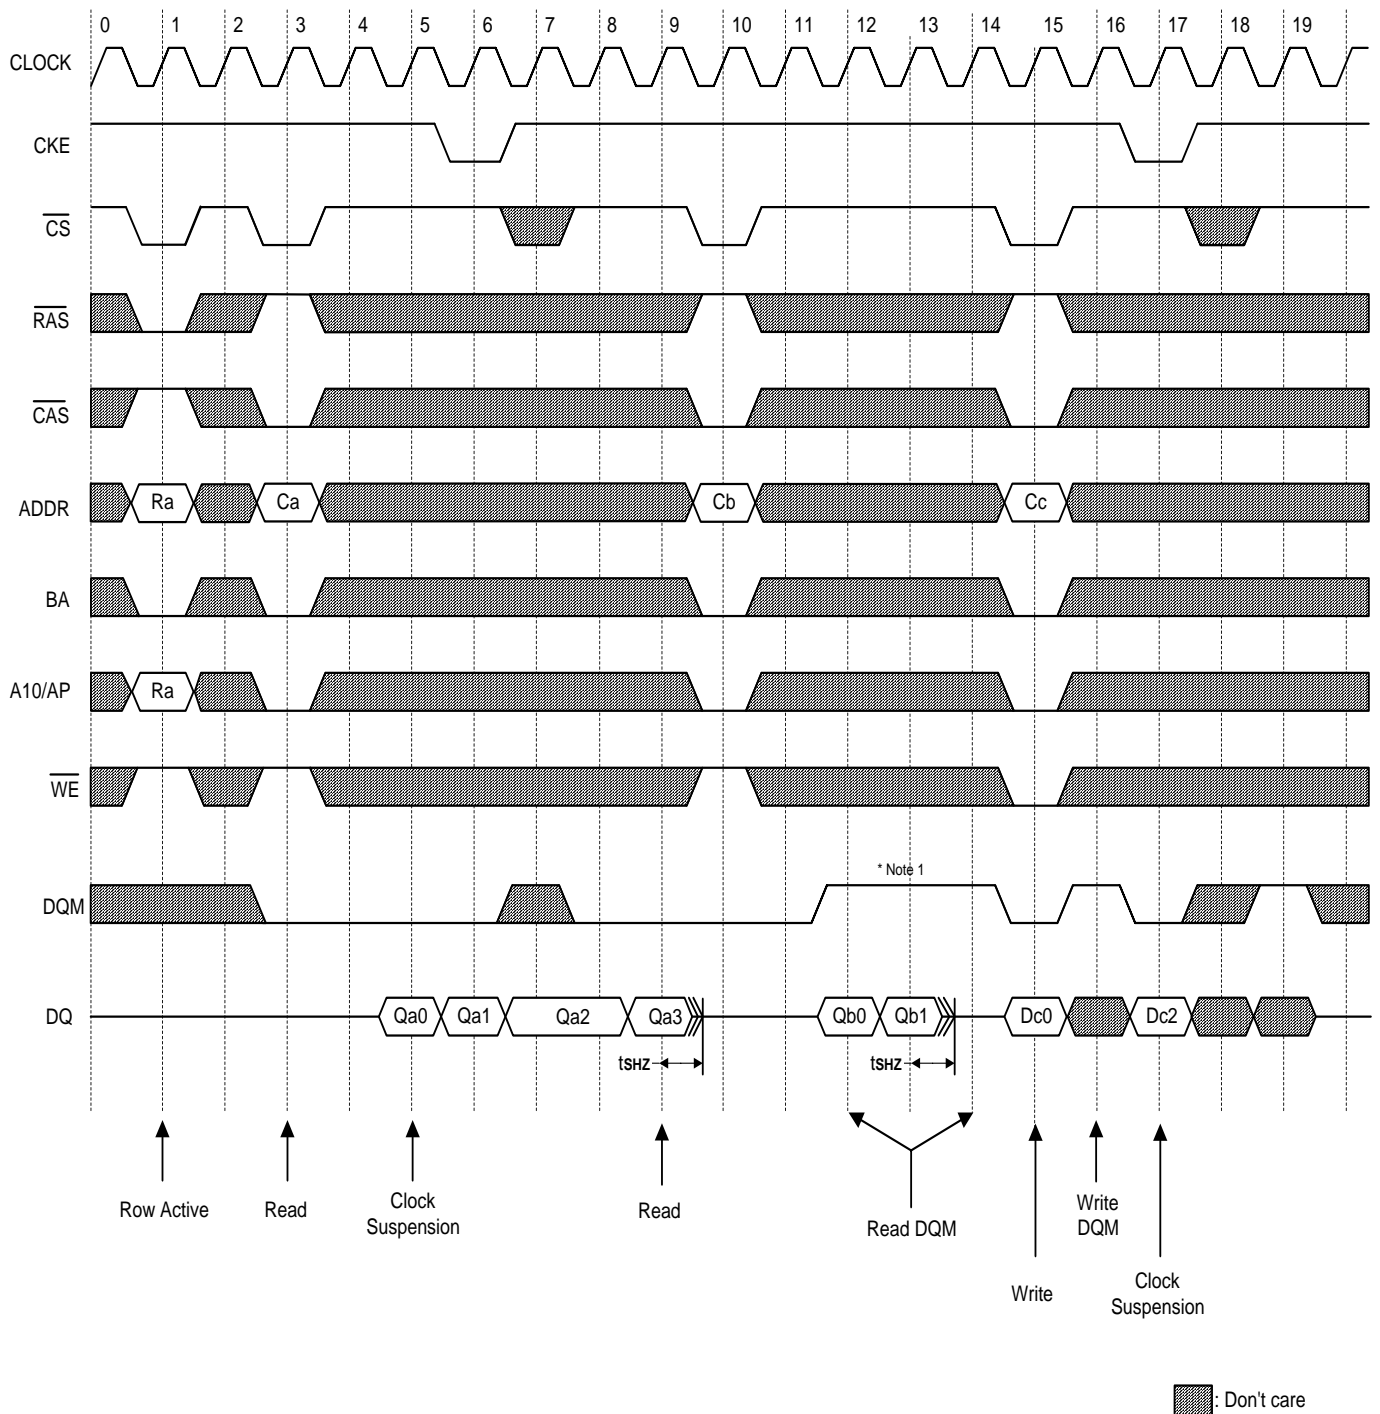 0 1 2 3 4 5 6 7 8 9 10 11 12 13 14 15 16 17 18 19
CLOCK
CKE
CS
RAS
CAS
ADDR Ra Ca Cb Cc
BA
A10/AP Ra
WE
* Note 1
DQM
DQ Qa0 Qa1 Qa2 Qa3 Qb0 Qb1 Dc0 Dc2
tSHZ tSHZ
Row Active
Read
Clock
Suspension
Read
Read DQM
Write
DQM
Write
Clock
Suspension
: Don't care